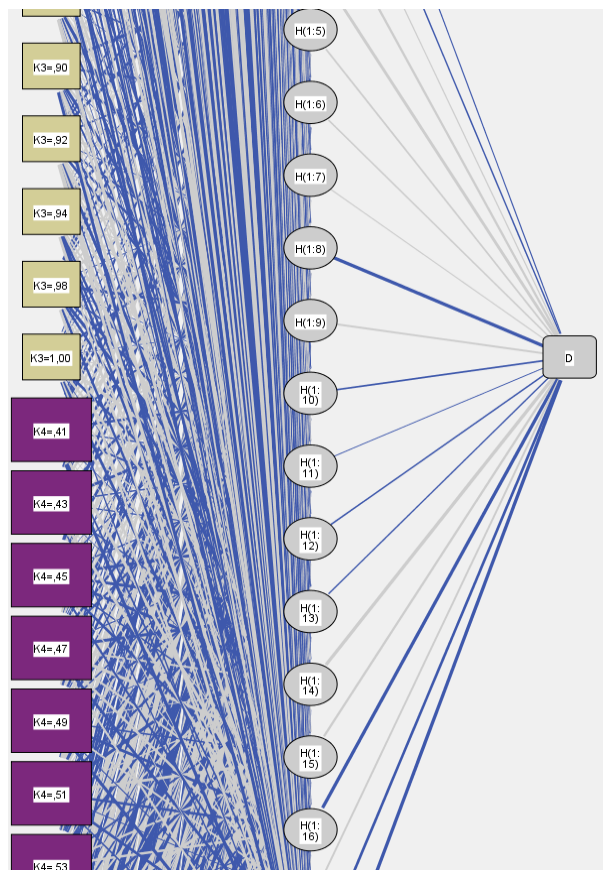 K3=,90
K3=,92
K3=,94
K3=,98
K3=1,00
K4=,41
K4=,43
K4=,45
K4=,47
K4=,49
K4=,51
K4=,53
H(1:5)
H(1:6)
H(1:7)
H(1:8)
H(1:9)
H(1:
10)
H(1:
11)
H(1:
12)
H(1:
13)
H(1:
14)
H(1:
15)
H(1:
16)
D